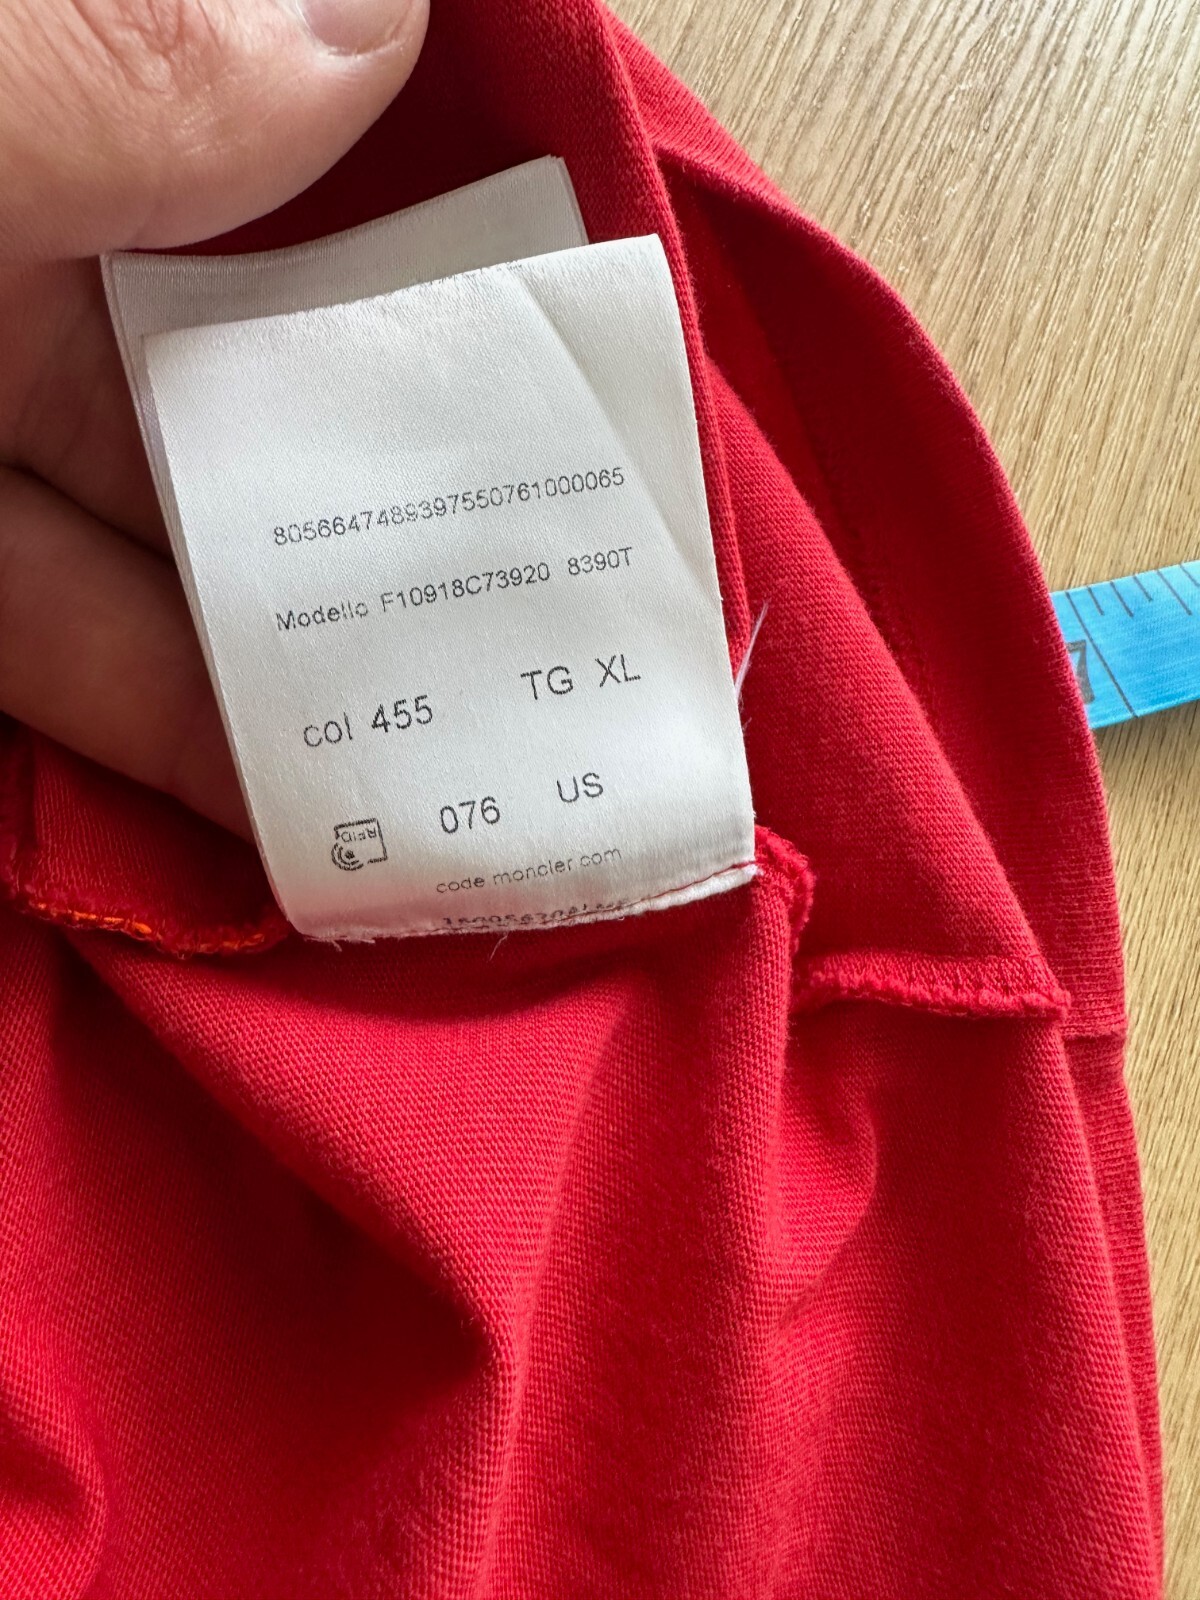 8056647489397550761000065
Modello F10918C73920 8390T
col 455 TG XL
RFID 076 US
code moncler com